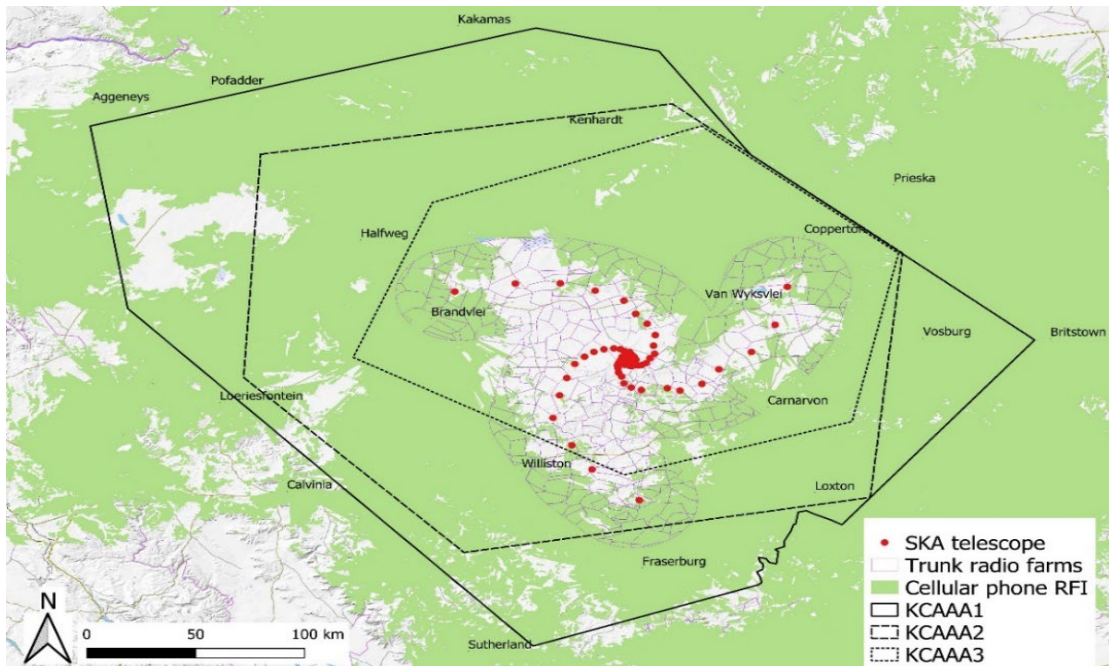 Kakamas
Pofadder
Aggeneys
Kenhardt
Prieska
Halfweg
Copperton
Van Wyksvlei
Brandvlei
Vosburg
Britstown
Loeriesfontein
Carnarvon
Williston
Calvinia
Loxton
Fraserburg
Sutherland
N
0 50 100 km
SKA telescope
Trunk radio farms
Cellular phone RFI
KCAAA1
KCAAA2
KCAAA3